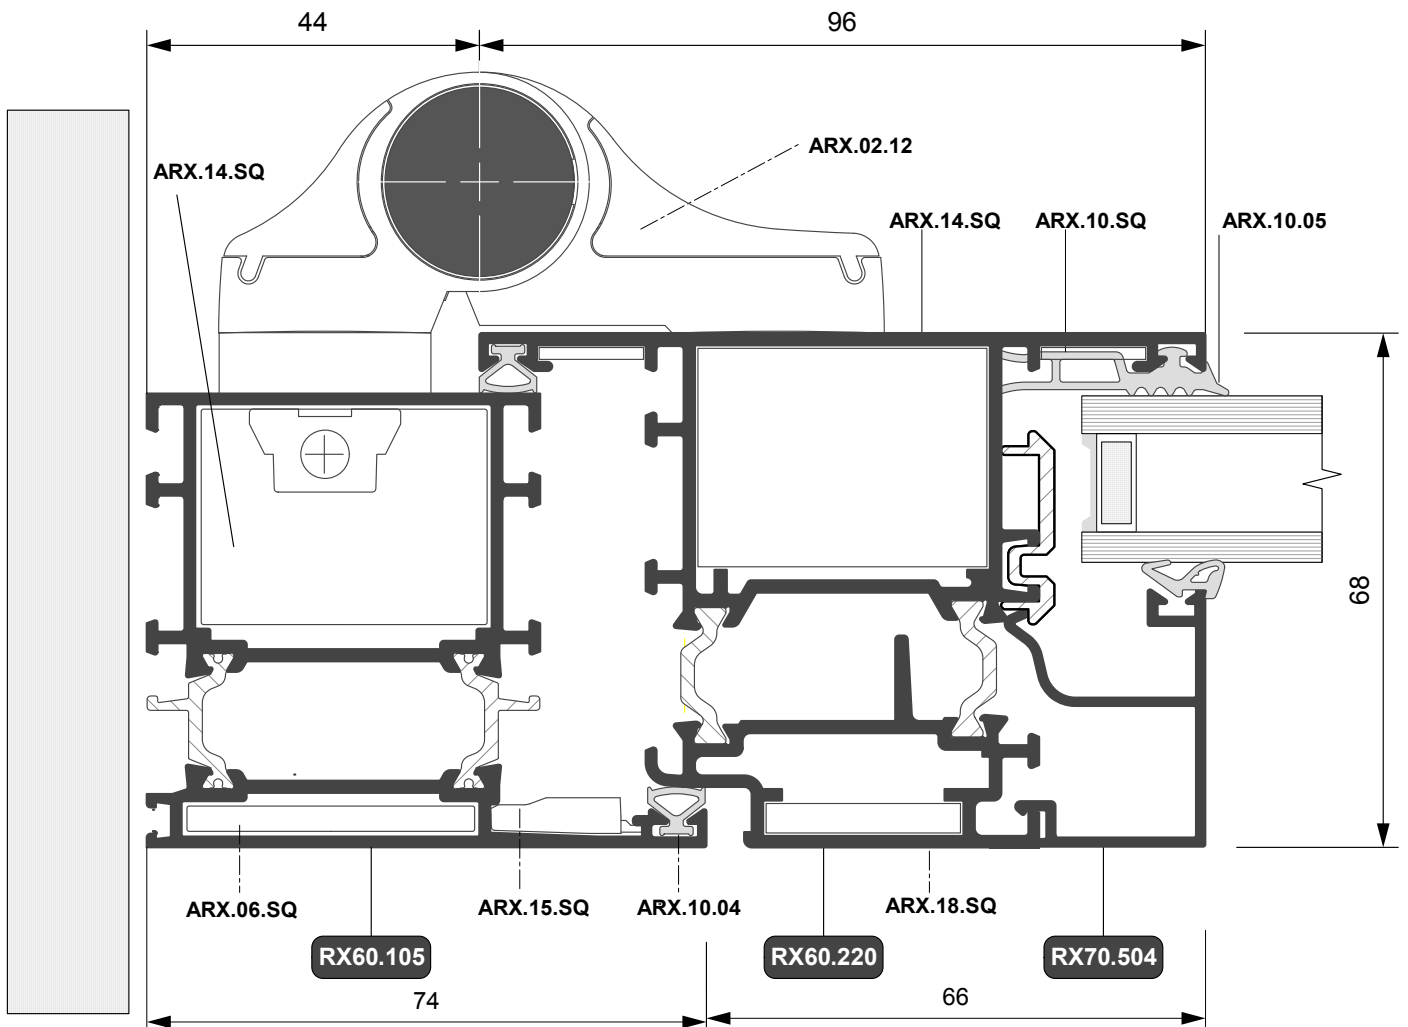 44
96
ARX.02.12
ARX.14.SQ
ARX.14.SQ
ARX.10.SQ
ARX.10.05
68
ARX.06.SQ
ARX.15.SQ
ARX.10.04
ARX.18.SQ
RX60.105
RX60.220
RX70.504
74
66